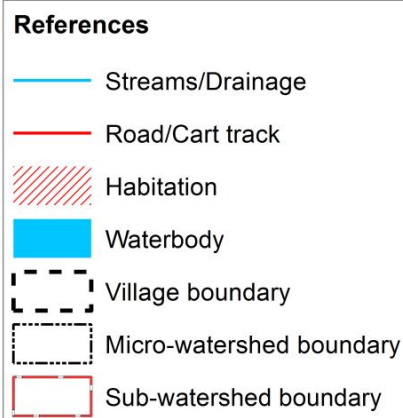 References
Streams/Drainage
Road/Cart track
Habitation
Waterbody
Village boundary
Micro-watershed boundary
Sub-watershed boundary